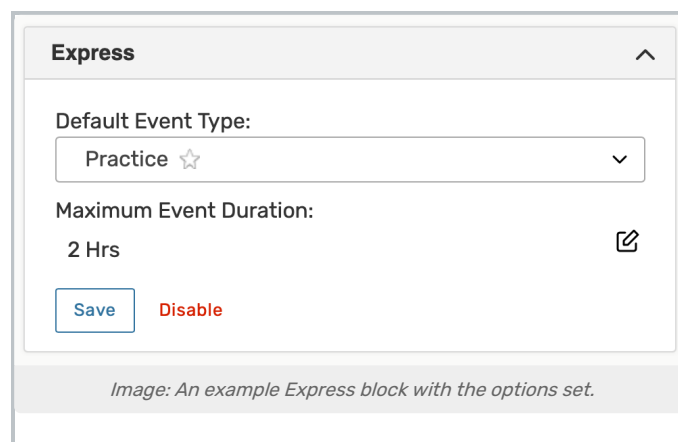 Express
Default Event Type:
Practice
Maximum Event Duration:
2 Hrs
Save Disable
Image: An example Express block with the options set.